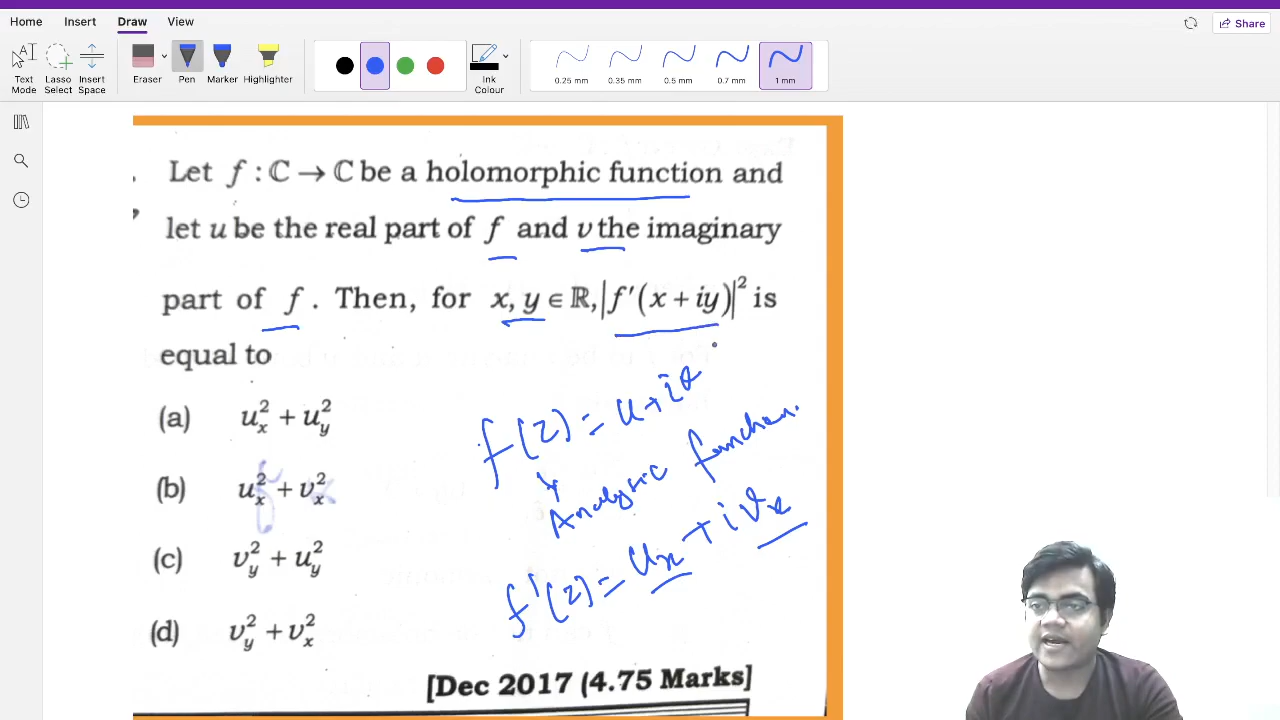 Home Insert Draw View Share
Text Mode
Lasso Select
Insert Space
Eraser
Pen
Marker
Highlighter
Ink Colour
0.25 mm 0.35 mm 0.5 mm 0.7 mm 1 mm
Let f : ℂ → ℂ be a holomorphic function and
let u be the real part of f and v the imaginary
part of f. Then, for x, y ∈ ℝ, |f'(x + iy)|² is
equal to
(a) u_x² + u_y²
(b) u_x² + v_x²
(c) v_y² + u_y²
(d) v_y² + v_x²
[Dec 2017 (4.75 Marks]
f(z) = u + iv
Analytic function.
f'(z) = u_x + i v_x